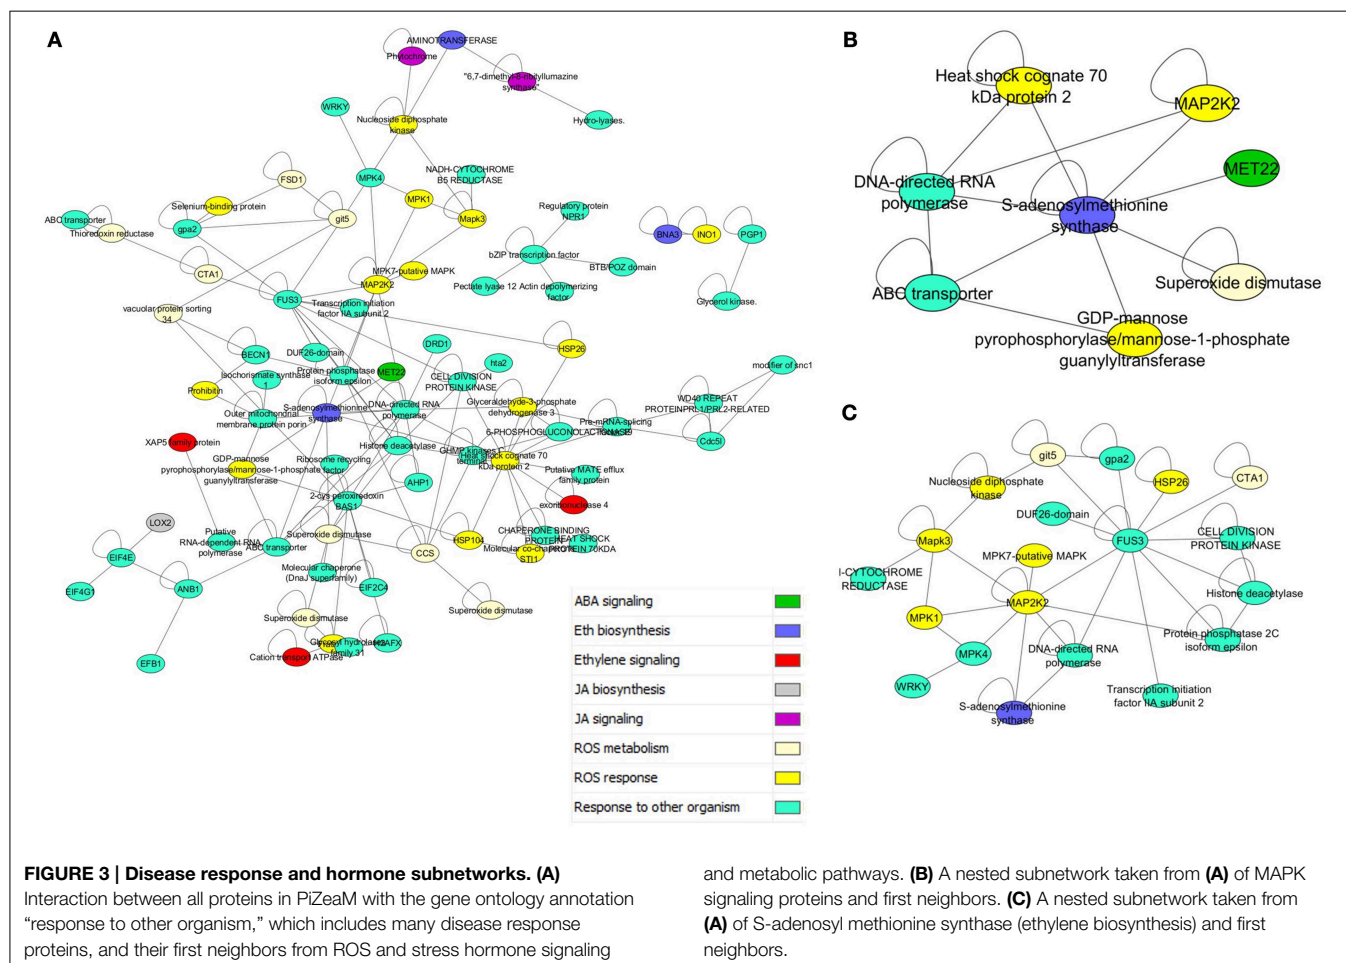 A
AMINOTRANSFERASE
Phytochrome
"6,7-dimethyl-8-ribityllumazine
synthase"
WRKY
Nucleoside diphosphate
kinase
Hydro-lyases.
FSD1
MPK4
NADH-CYTOCHROME
B5 REDUCTASE
MPK1
Mapk3
Selenium-binding protein
git5
gpa2
ABC transporter
Thioredoxin reductase
Regulatory protein
NPR1
BNA3
INO1
PGP1
bZIP transcription factor
BTB/POZ domain
CTA1
MPK7-putative MAPK
MAP2K2
Pectate lyase 12
Actin depolymerizing
factor
Glycerol kinase.
FUS3
Transcription initiation
factor IIA subunit 2
vacuolar protein sorting
34
BECN1
DUF26-domain
DRD1
HSP26
Isochorismate synthase
1
Protein phosphatase
isoform epsilon
MET22
CELL DIVISION
PROTEIN KINASE
hta2
modifier of snc1
Prohibitin
Outer mitochondrial
membrane protein porin
S-adenosylmethionine
synthase
DNA-directed RNA
polymerase
Glyceraldehyde-3-phosphate
dehydrogenase 3
WD40 REPEAT
PROTEINPRL1/PRL2-RELATED
Pre-mRNA-splicing
6-PHOSPHOGLUCONOLACTONASE
Cdc5l
XAP5 family protein
Histone deacetylase
GHMP kinases C
terminal
Heat shock cognate 70
kDa protein 2
GDP-mannose
pyrophosphorylase/mannose-1-phosphate
guanylyltransferase
Ribosome recycling
factor
AHP1
Putative MATE efflux
family protein
2-cys peroxiredoxin
BAS1
exoribonuclease 4
LOX2
Putative
RNA-dependent RNA
polymerase
Superoxide dismutase
HSP104
CHAPERONE BINDING
PROTEIN
HEAT SHOCK
PROTEIN 70KDA
Molecular co-chaperone
STI1
EIF4E
ABC transporter
CCS
EIF4G1
ANB1
Molecular chaperone
(DnaJ superfamily)
EIF2C4
Superoxide dismutase
Superoxide dismutase
Glycosyl hydrolase
family 31
H2AFX
EFB1
Cation transport ATPase
ABA signaling
Eth biosynthesis
Ethylene signaling
JA biosynthesis
JA signaling
ROS metabolism
ROS response
Response to other organism
B
Heat shock cognate 70
kDa protein 2
MAP2K2
MET22
DNA-directed RNA
polymerase
S-adenosylmethionine
synthase
ABC transporter
Superoxide dismutase
GDP-mannose
pyrophosphorylase/mannose-1-phosphate
guanylyltransferase
C
git5
gpa2
Nucleoside diphosphate
kinase
HSP26
CTA1
DUF26-domain
Mapk3
FUS3
CELL DIVISION
PROTEIN KINASE
MPK7-putative MAPK
I-CYTOCHROME
REDUCTASE
Histone deacetylase
MAP2K2
MPK1
Protein phosphatase 2C
isoform epsilon
MPK4
DNA-directed RNA
polymerase
WRKY
Transcription initiation
factor IIA subunit 2
S-adenosylmethionine
synthase
FIGURE 3 | Disease response and hormone subnetworks. (A)
Interaction between all proteins in PiZeaM with the gene ontology annotation
“response to other organism,” which includes many disease response
proteins, and their first neighbors from ROS and stress hormone signaling
and metabolic pathways. (B) A nested subnetwork taken from (A) of MAPK
signaling proteins and first neighbors. (C) A nested subnetwork taken from
(A) of S-adenosyl methionine synthase (ethylene biosynthesis) and first
neighbors.